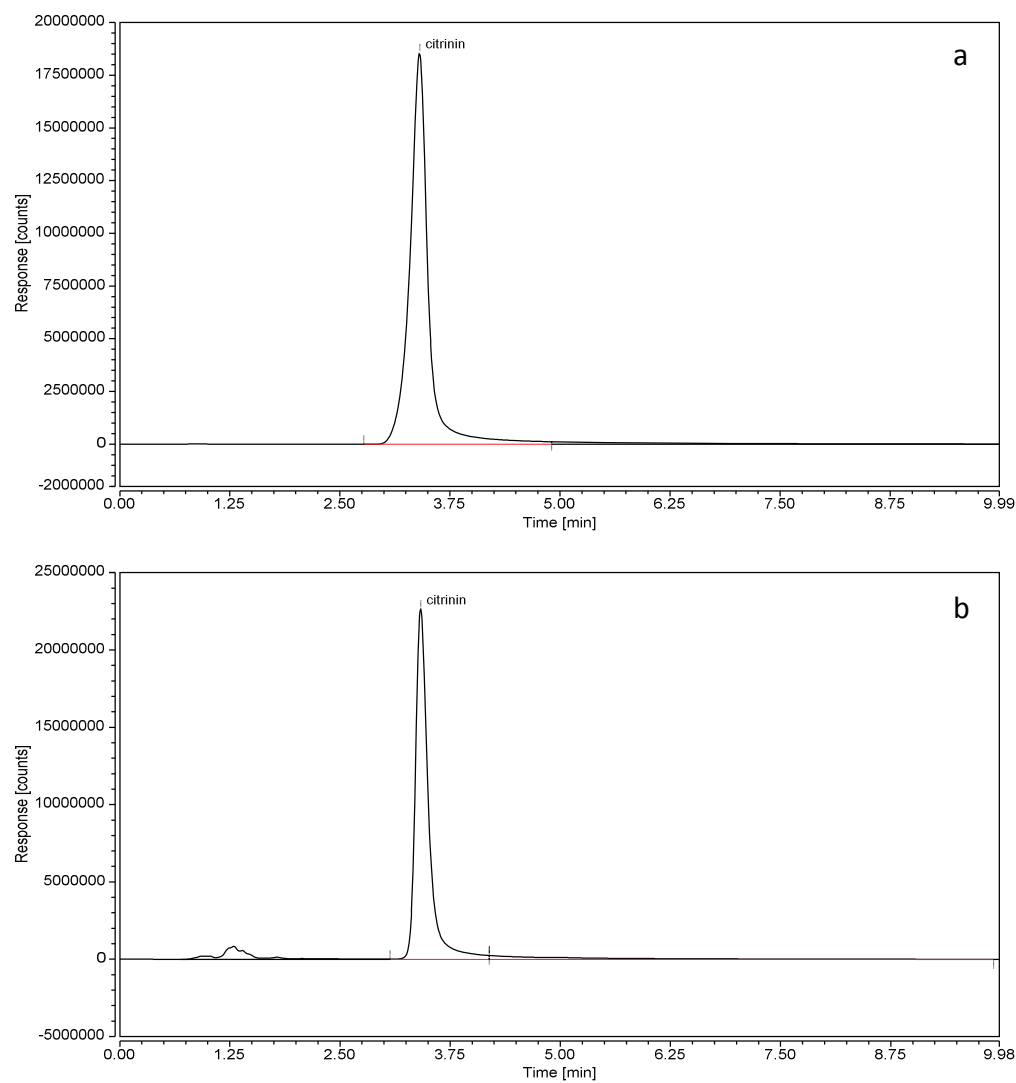 20000000
citrinin
a
17500000
15000000
12500000
10000000
7500000
5000000
2500000
0
-2000000
Response [counts]
0.00 1.25 2.50 3.75 5.00 6.25 7.50 8.75 9.99
Time [min]
25000000
citrinin
b
20000000
15000000
10000000
5000000
0
-5000000
Response [counts]
0.00 1.25 2.50 3.75 5.00 6.25 7.50 8.75 9.98
Time [min]